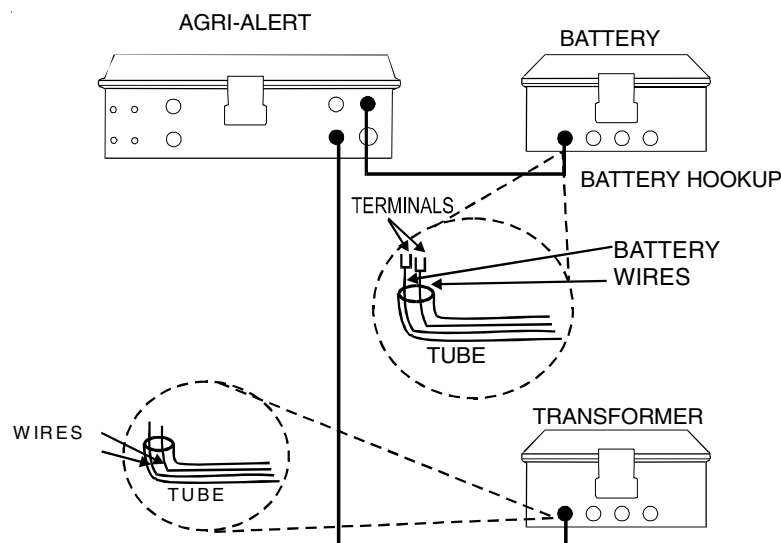 AGRI-ALERT
BATTERY
BATTERY HOOKUP
TERMINALS
BATTERY
WIRES
TUBE
TRANSFORMER
WIRES
TUBE